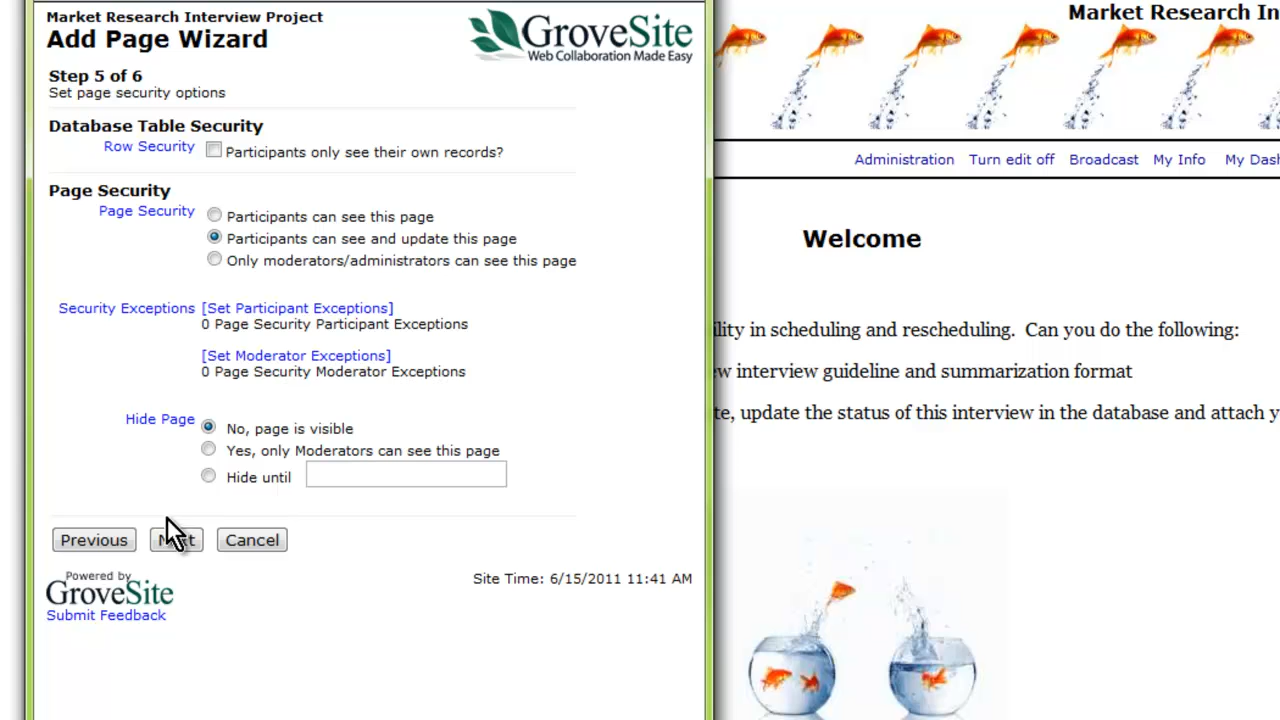 Market Research Interview Project
Add Page Wizard
GroveSite
Web Collaboration Made Easy
Step 5 of 6
Set page security options
Database Table Security
Row Security Participants only see their own records?
Page Security
Page Security Participants can see this page
Participants can see and update this page
Only moderators/administrators can see this page
Security Exceptions [Set Participant Exceptions]
0 Page Security Participant Exceptions
[Set Moderator Exceptions]
0 Page Security Moderator Exceptions
Hide Page No, page is visible
Yes, only Moderators can see this page
Hide until
Previous Next Cancel
Powered by
GroveSite
Submit Feedback
Site Time: 6/15/2011 11:41 AM
Market Research In
Administration Turn edit off Broadcast My Info My Dash
Welcome
ility in scheduling and rescheduling. Can you do the following:
ew interview guideline and summarization format
te, update the status of this interview in the database and attach y